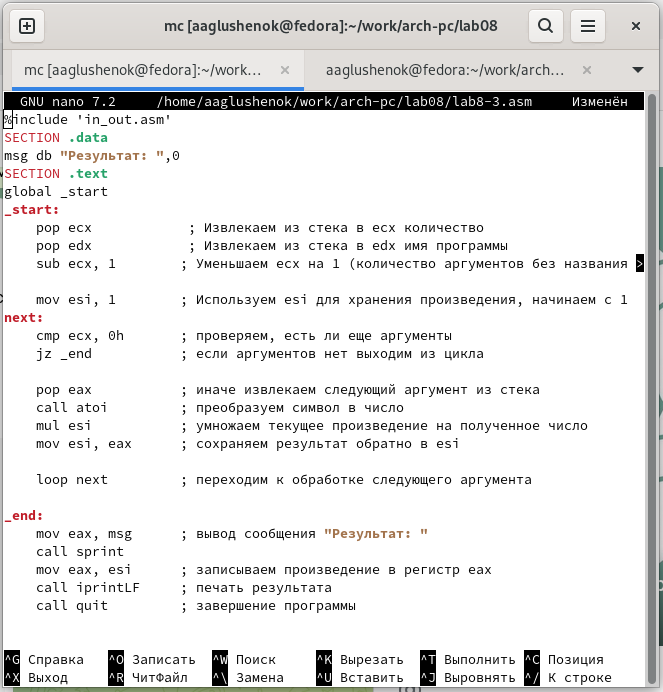 mc [aaglushenok@fedora]:~/work/arch-pc/lab08
mc [aaglushenok@fedora]:~/work…
aaglushenok@fedora:~/work/arch…
GNU nano 7.2 /home/aaglushenok/work/arch-pc/lab08/lab8-3.asm Изменён
%include 'in_out.asm'
SECTION .data
msg db "Результат: ",0
SECTION .text
global _start
_start:
pop ecx ; Извлекаем из стека в ecx количество
pop edx ; Извлекаем из стека в edx имя программы
sub ecx, 1 ; Уменьшаем ecx на 1 (количество аргументов без названия >
mov esi, 1 ; Используем esi для хранения произведения, начинаем с 1
next:
cmp ecx, 0h ; проверяем, есть ли еще аргументы
jz _end ; если аргументов нет выходим из цикла
pop eax ; иначе извлекаем следующий аргумент из стека
call atoi ; преобразуем символ в число
mul esi ; умножаем текущее произведение на полученное число
mov esi, eax ; сохраняем результат обратно в esi
loop next ; переходим к обработке следующего аргумента
_end:
mov eax, msg ; вывод сообщения "Результат: "
call sprint
mov eax, esi ; записываем произведение в регистр eax
call iprintLF ; печать результата
call quit ; завершение программы
^G Справка ^O Записать ^W Поиск ^K Вырезать ^T Выполнить ^C Позиция
^X Выход ^R ЧитФайл ^\ Замена ^U Вставить ^J Выровнять ^/ К строке